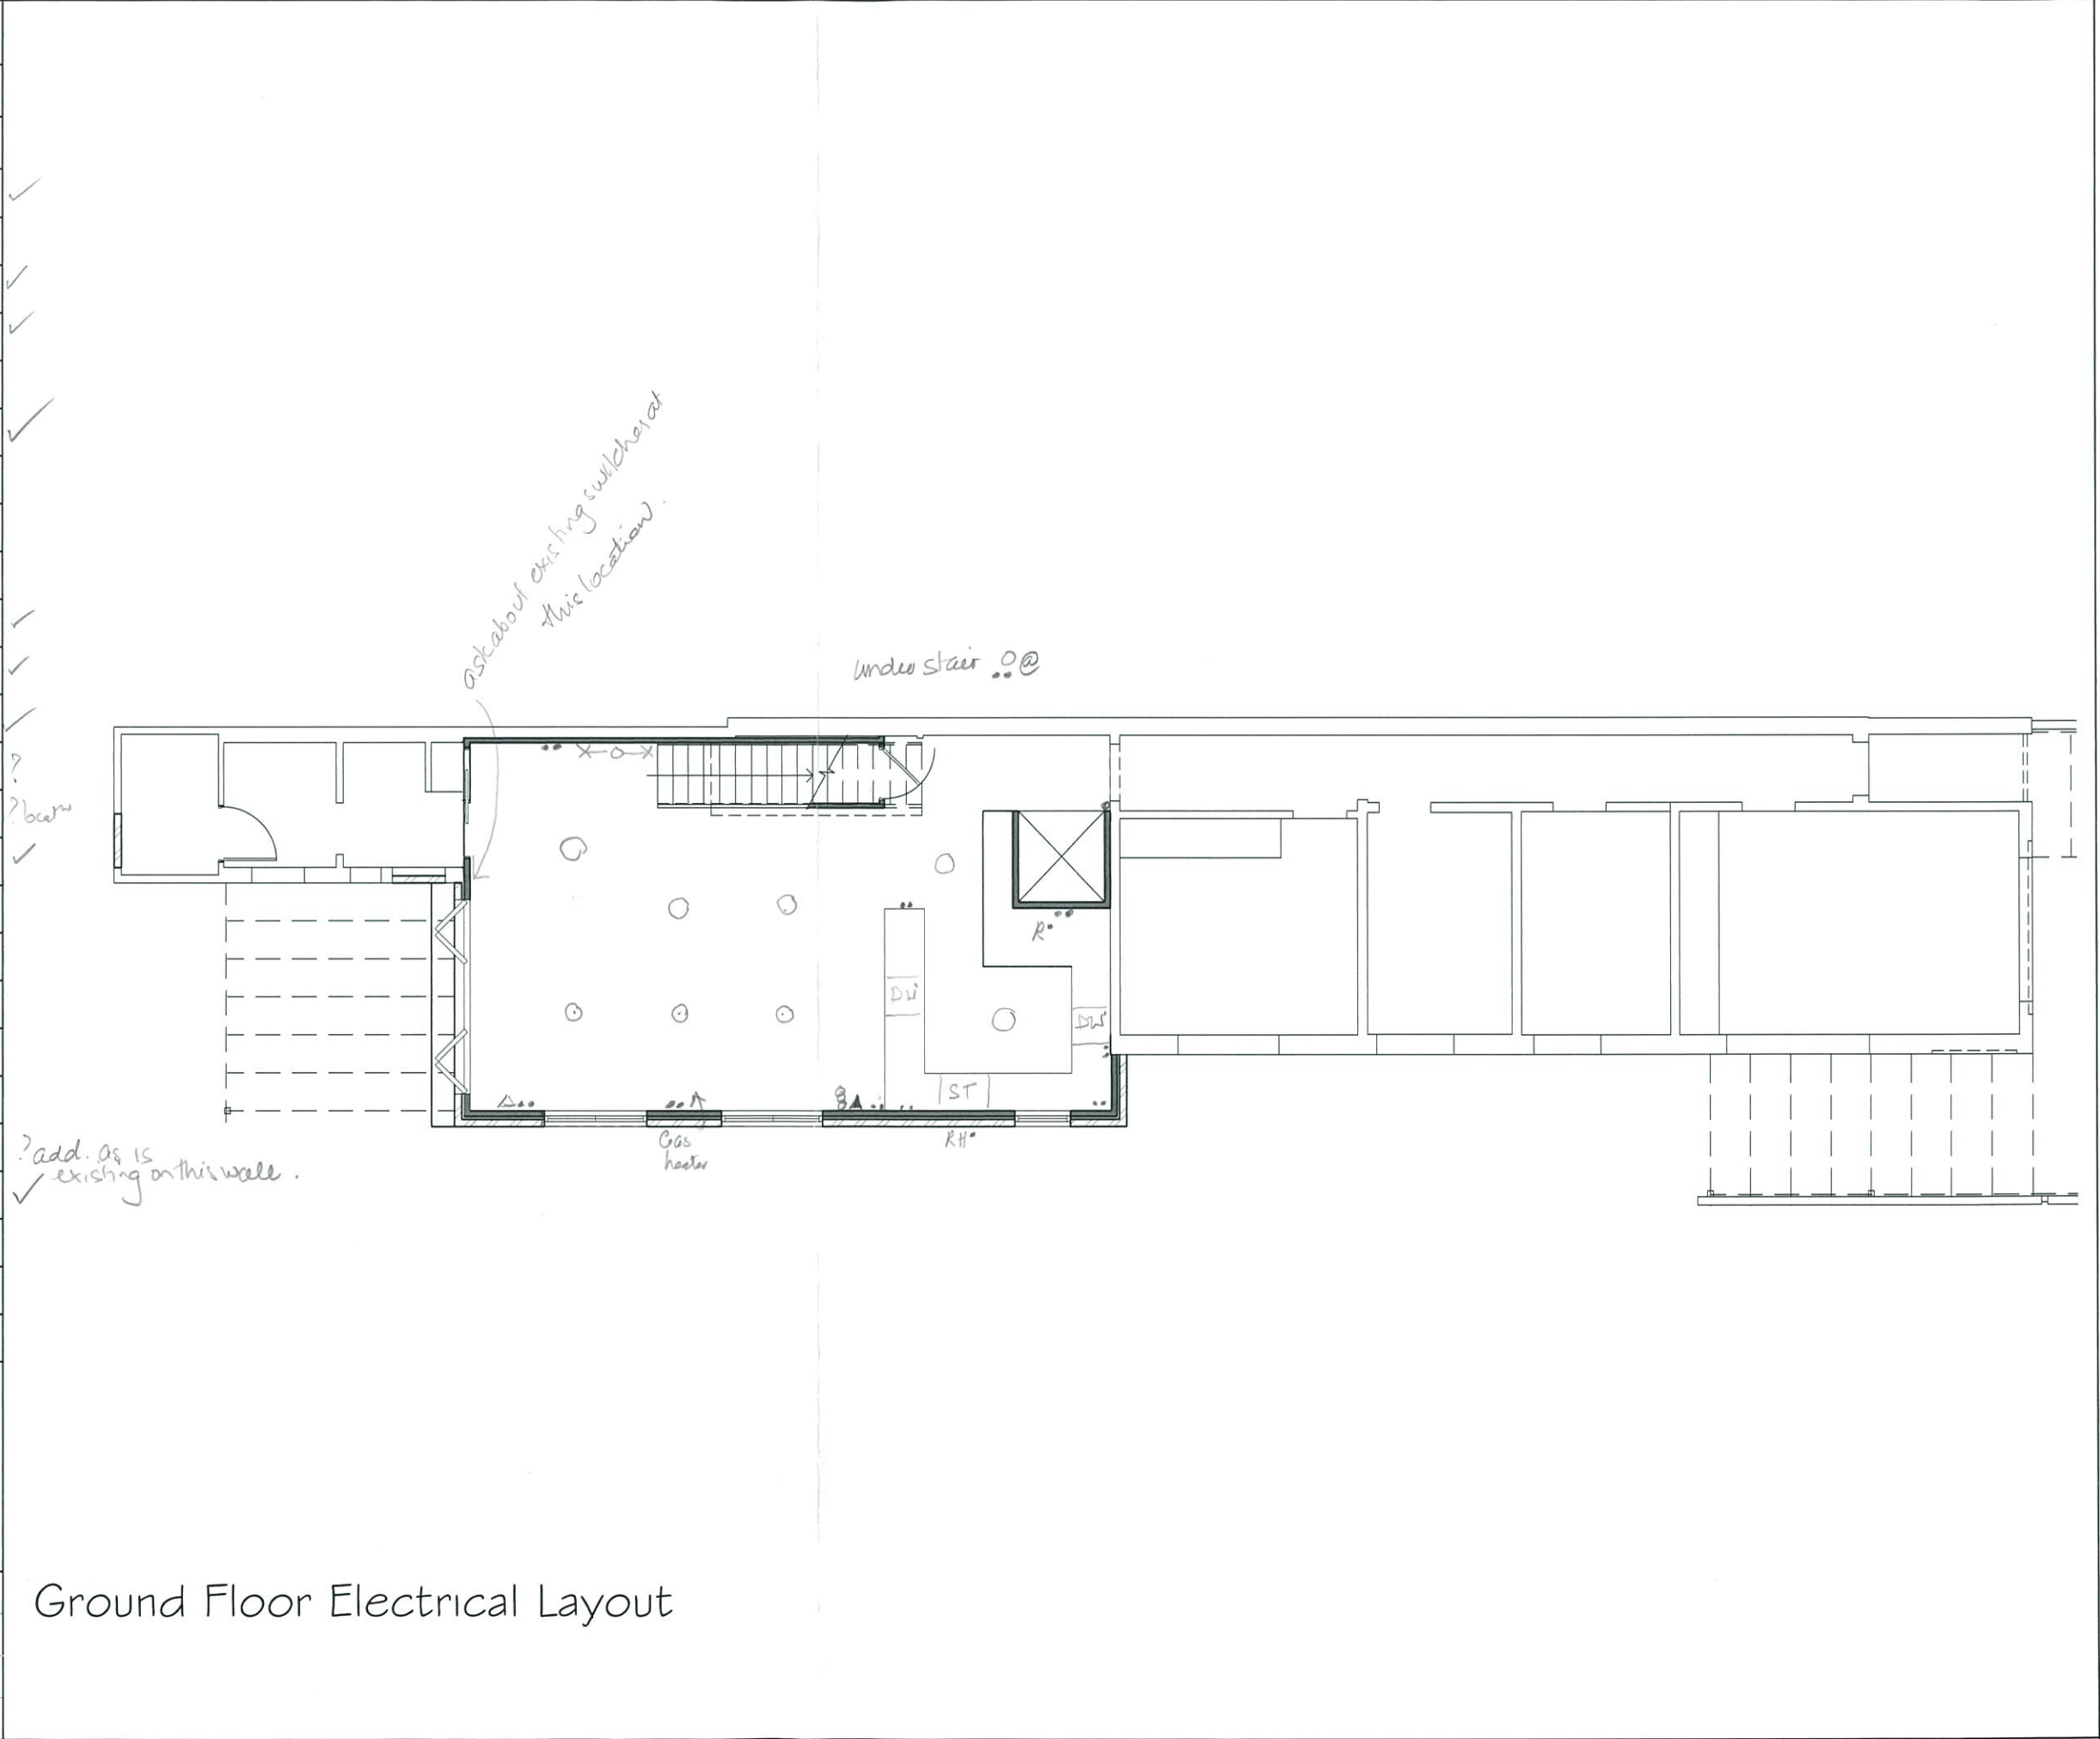 ask about existing switches at
this location.
under stair
?
?
R•
DW
DW
ST
Gas
heater
RH•
? add. as is
existing on this wall.
Ground Floor Electrical Layout